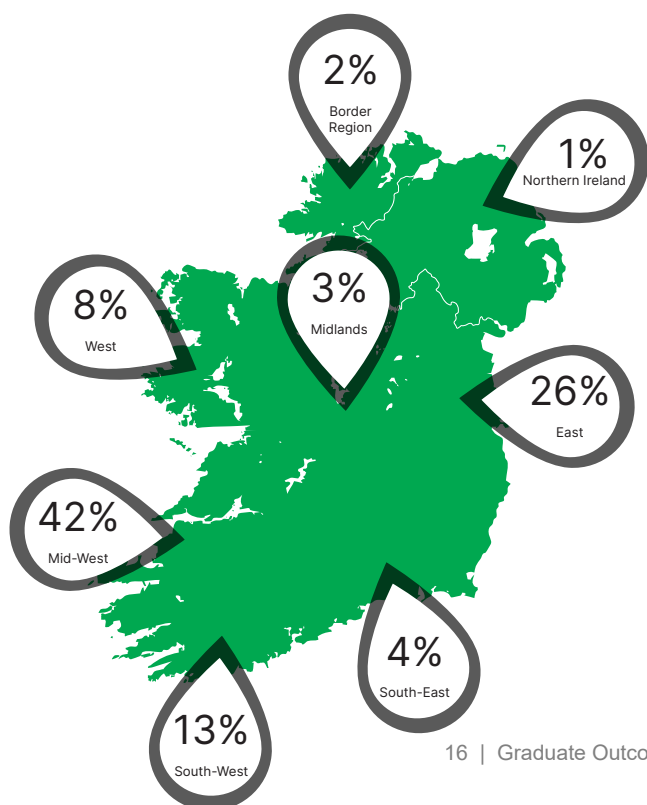 2%
Border
Region
1%
Northern Ireland
3%
Midlands
8%
West
26%
East
42%
Mid-West
4%
South-East
13%
South-West
16 | Graduate Outco